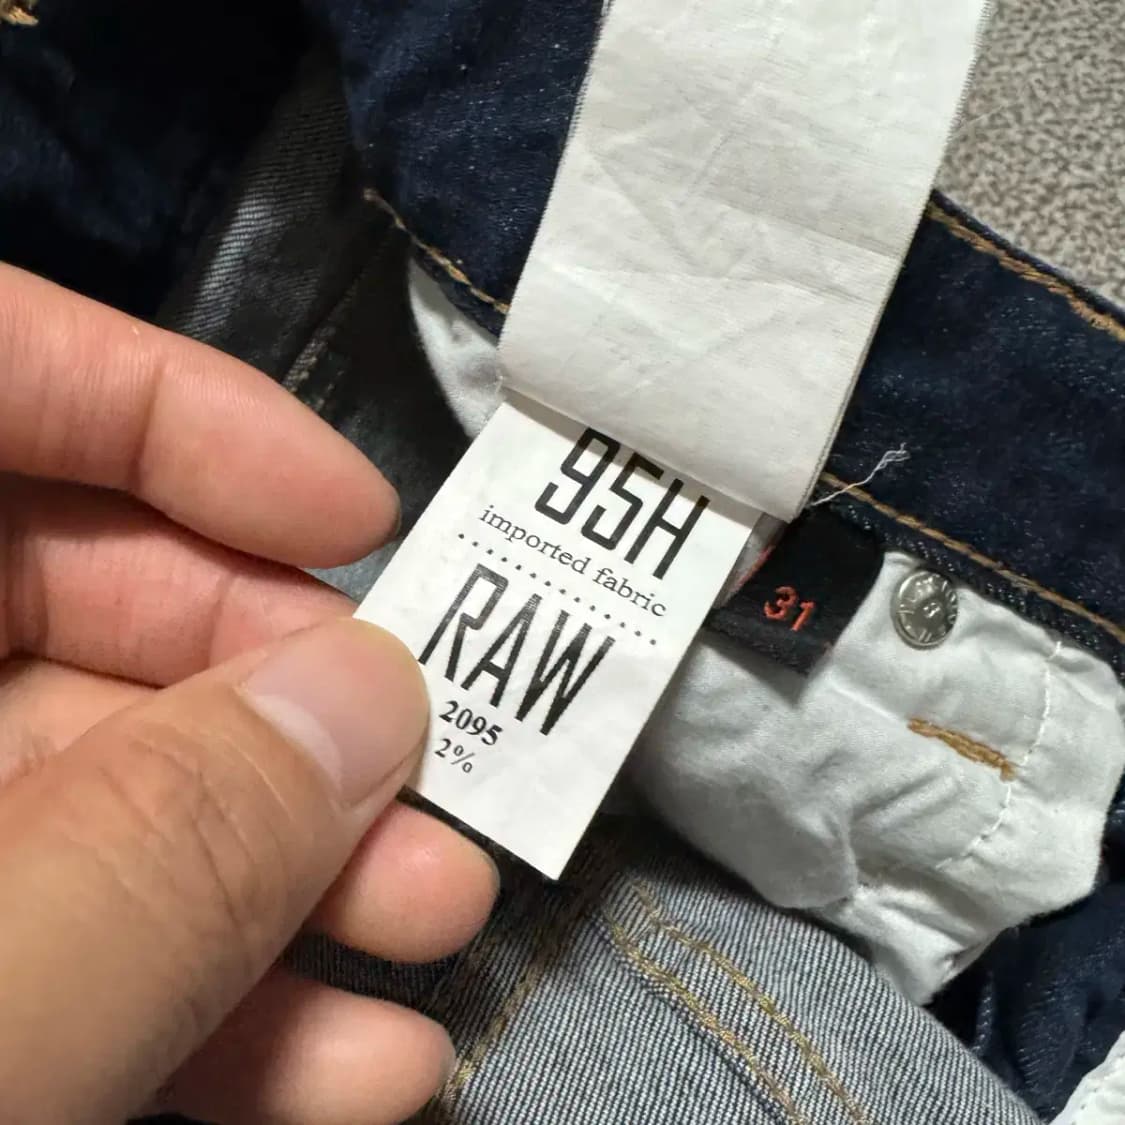 95H
imported fabric
RAW
2095
2%
31